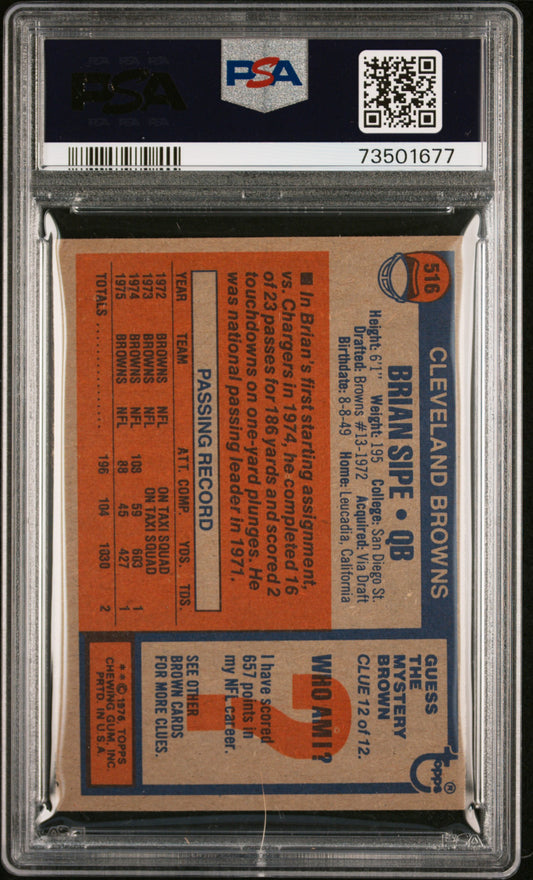 PSA PSA PSA
PSA
PSA PSA PSA
PSA
73501677
516
CLEVELAND BROWNS
BRIAN SIPE • QB
Height: 6'1" Weight: 195 College: San Diego St.
Drafted: Browns #13-1972 Acquired: Via Draft
Birthdate: 8-8-49 Home: Leucadia, California
■ In Brian's first starting assignment,
vs. Chargers in 1974, he completed 16
of 23 passes for 186 yards and scored 2
touchdowns on one-yard plunges. He
was national passing leader in 1971.
PASSING RECORD
YEAR TEAM ATT. COMP. YDS. TDS.
1972 BROWNS NFL ON TAXI SQUAD
1973 BROWNS NFL ON TAXI SQUAD
1974 BROWNS NFL 108 59 603 1
1975 BROWNS NFL 88 45 427 1
TOTALS 196 104 1030 2
topps®
GUESS
THE
MYSTERY
BROWN
CLUE 12 of 12.
?
WHO AM I?
I have scored
657 points in
my NFL career.
SEE OTHER
BROWN CARDS
FOR MORE CLUES.
**© 1976, TOPPS
CHEWING GUM, INC.
PRTD. IN U.S.A.